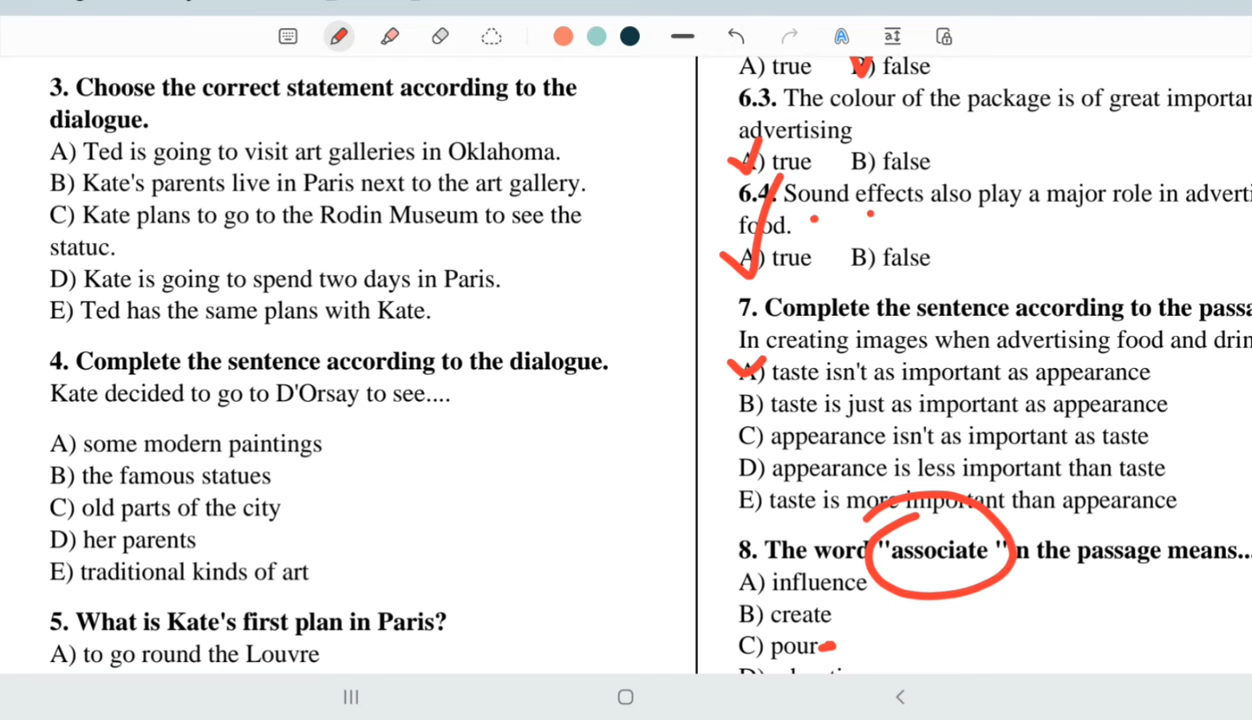 3. Choose the correct statement according to the
dialogue.
A) Ted is going to visit art galleries in Oklahoma.
B) Kate's parents live in Paris next to the art gallery.
C) Kate plans to go to the Rodin Museum to see the
statuc.
D) Kate is going to spend two days in Paris.
E) Ted has the same plans with Kate.
4. Complete the sentence according to the dialogue.
Kate decided to go to D'Orsay to see....
A) some modern paintings
B) the famous statues
C) old parts of the city
D) her parents
E) traditional kinds of art
5. What is Kate's first plan in Paris?
A) to go round the Louvre
A) true B) false
6.3. The colour of the package is of great importan
advertising
A) true B) false
6.4. Sound effects also play a major role in adverti
food.
A) true B) false
7. Complete the sentence according to the passa
In creating images when advertising food and drin
A) taste isn't as important as appearance
B) taste is just as important as appearance
C) appearance isn't as important as taste
D) appearance is less important than taste
E) taste is more important than appearance
8. The word "associate " in the passage means...
A) influence
B) create
C) pour